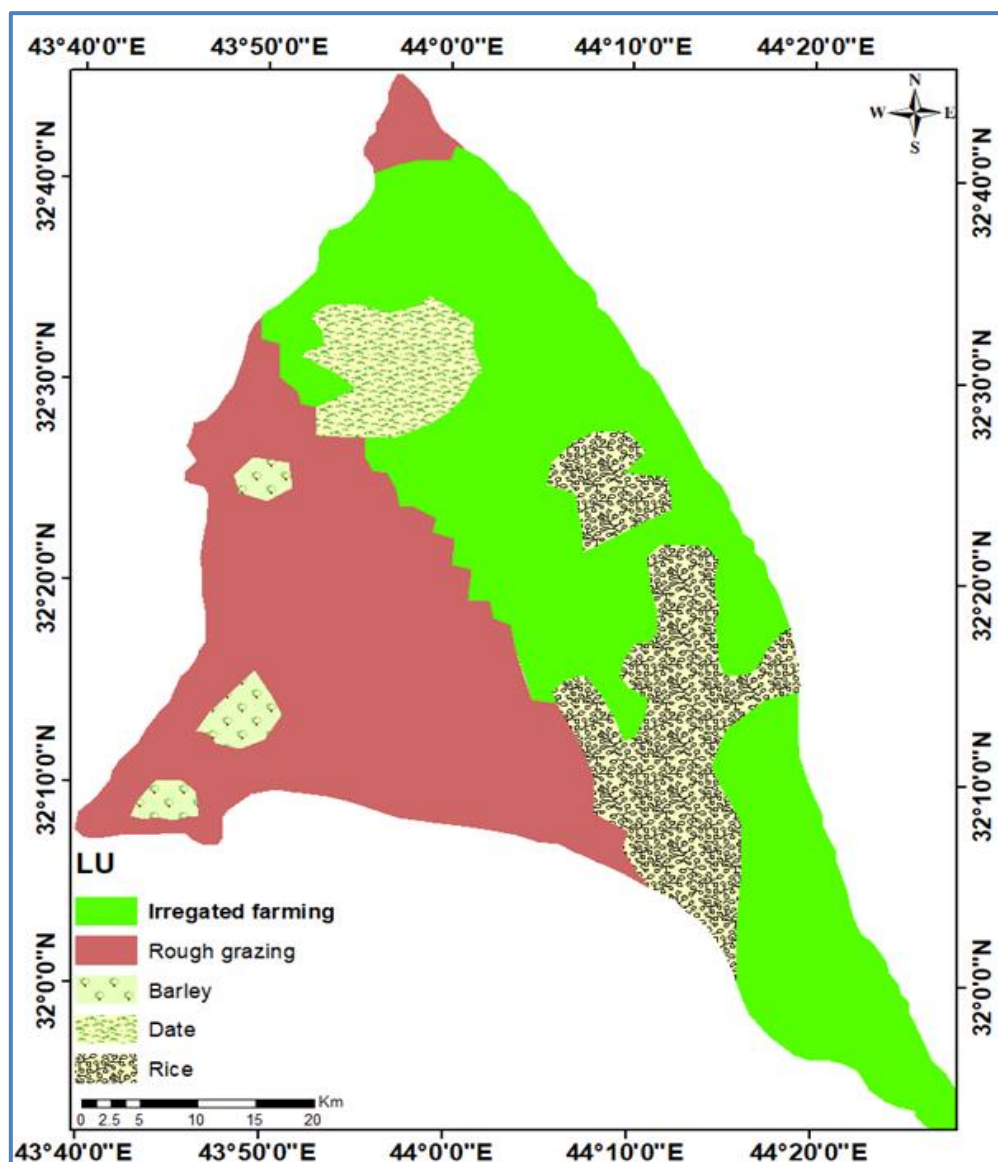 43°40'0"E 43°50'0"E 44°0'0"E 44°10'0"E 44°20'0"E
N
W E
S
32°40'0"N 32°40'0"N
32°30'0"N 32°30'0"N
32°20'0"N 32°20'0"N
32°10'0"N 32°10'0"N
LU
Irregated farming
Rough grazing
Barley
32°0'0"N 32°0'0"N
Date
Rice
Km
0 2.5 5 10 15 20
43°40'0"E 43°50'0"E 44°0'0"E 44°10'0"E 44°20'0"E